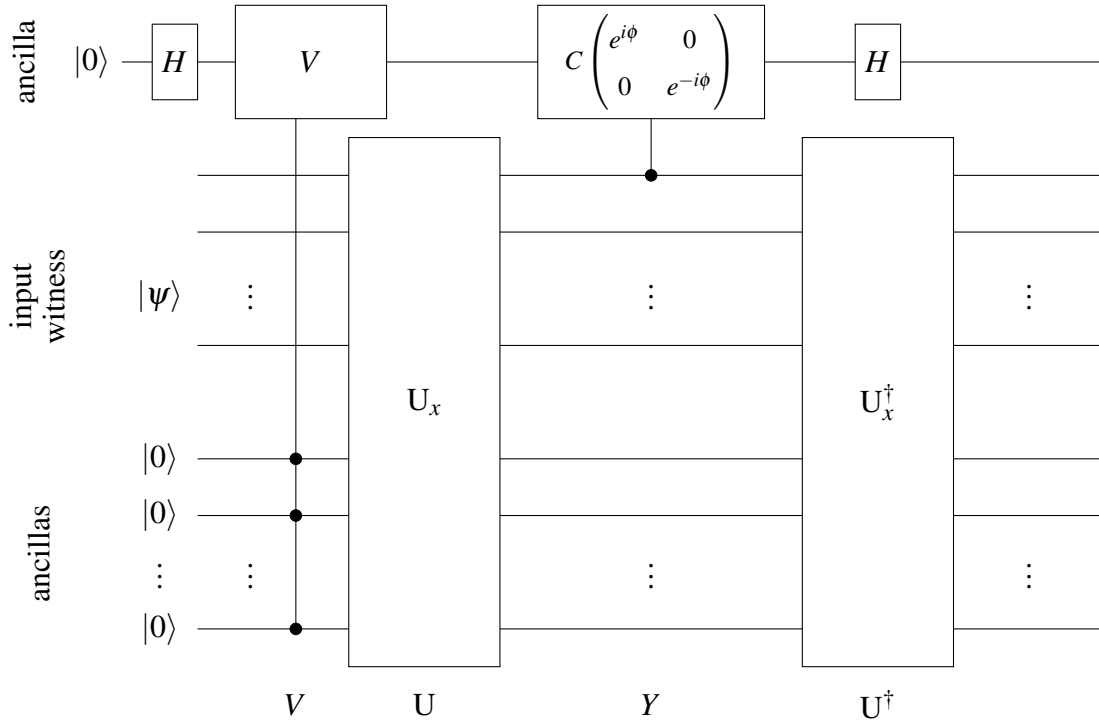 ancilla
|0⟩ H V C ( e^{iϕ} 0
0 e^{-iϕ} ) H
input
witness
|ψ⟩ ⋮ ⋮ ⋮
U_x U_x^†
ancillas
|0⟩
|0⟩
⋮ ⋮ ⋮ ⋮
|0⟩
V U Y U^†